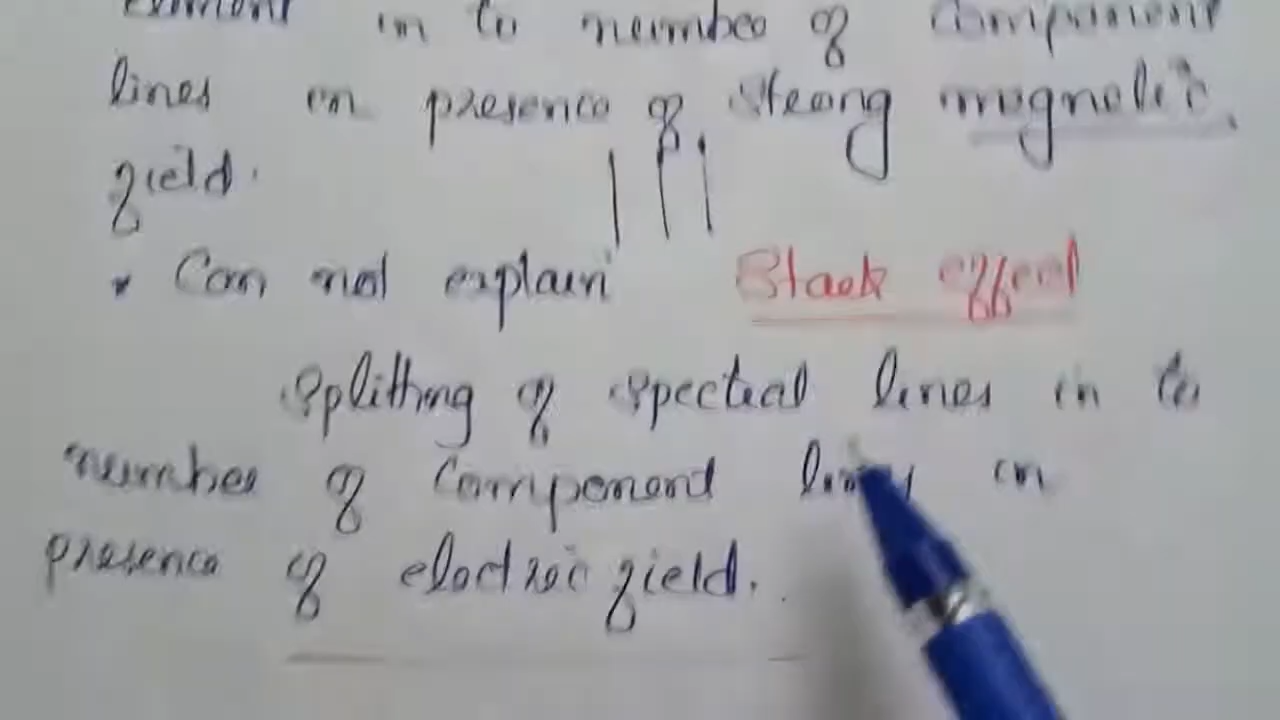 element in to number of component
lines in presence of strong magnetic
field.
* Can not explain Stark effect
Splitting of spectral lines in to
number of component lines in
presence of electric field.